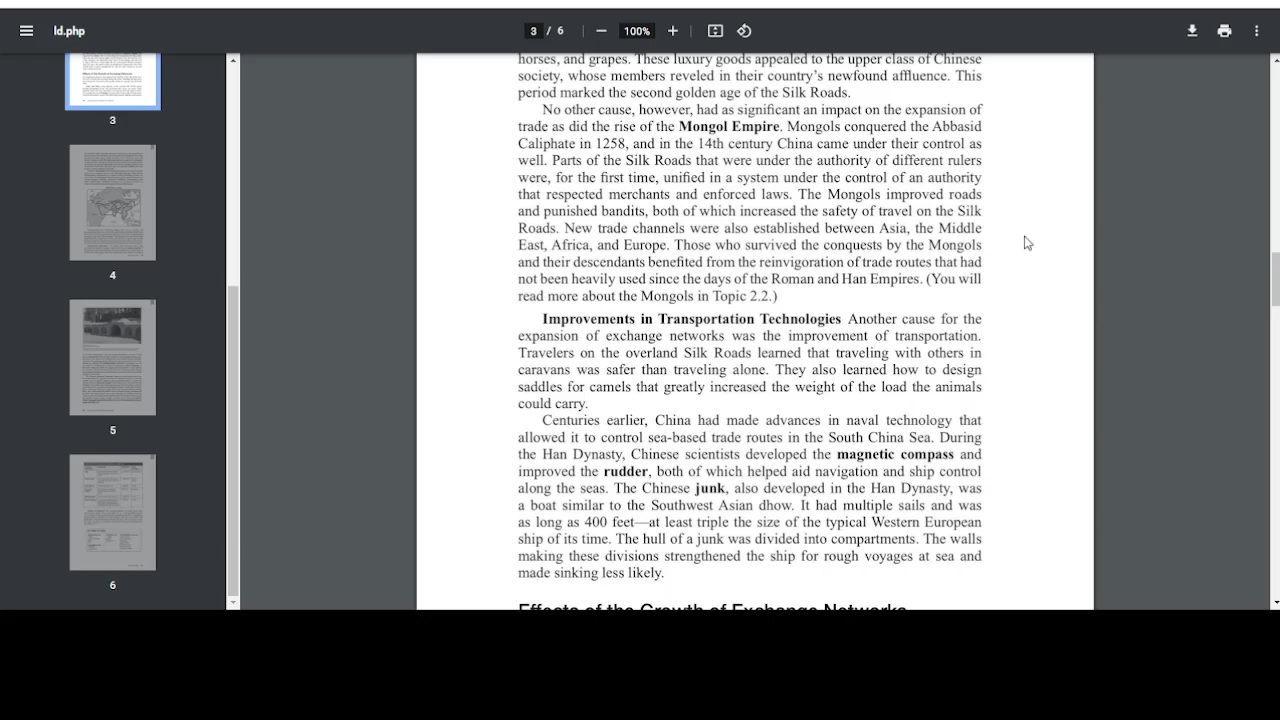 ld.php
3 / 6
100%
horses, and grapes. These luxury goods appealed to the upper class of Chinese
society, whose members reveled in their country's newfound affluence. This
period marked the second golden age of the Silk Roads.
No other cause, however, had as significant an impact on the expansion of
trade as did the rise of the Mongol Empire. Mongols conquered the Abbasid
Caliphate in 1258, and in the 14th century China came under their control as
well. Parts of the Silk Roads that were under the authority of different rulers
were, for the first time, unified in a system under the control of an authority
that respected merchants and enforced laws. The Mongols improved roads
and punished bandits, both of which increased the safety of travel on the Silk
Roads. New trade channels were also established between Asia, the Middle
East, Africa, and Europe. Those who survived the conquests by the Mongols
and their descendants benefited from the reinvigoration of trade routes that had
not been heavily used since the days of the Roman and Han Empires. (You will
read more about the Mongols in Topic 2.2.)
Improvements in Transportation Technologies Another cause for the
expansion of exchange networks was the improvement of transportation.
Travelers on the overland Silk Roads learned that traveling with others in
caravans was safer than traveling alone. They also learned how to design
saddles for camels that greatly increased the weight of the load the animals
could carry.
Centuries earlier, China had made advances in naval technology that
allowed it to control sea-based trade routes in the South China Sea. During
the Han Dynasty, Chinese scientists developed the magnetic compass and
improved the rudder, both of which helped aid navigation and ship control
along the seas. The Chinese junk, also developed in the Han Dynasty, was
a boat similar to the Southwest Asian dhow. It had multiple sails and was
as long as 400 feet—at least triple the size of the typical Western European
ship of its time. The hull of a junk was divided into compartments. The walls
making these divisions strengthened the ship for rough voyages at sea and
made sinking less likely.
Effects of the Growth of Exchange Networks
3
4
5
6